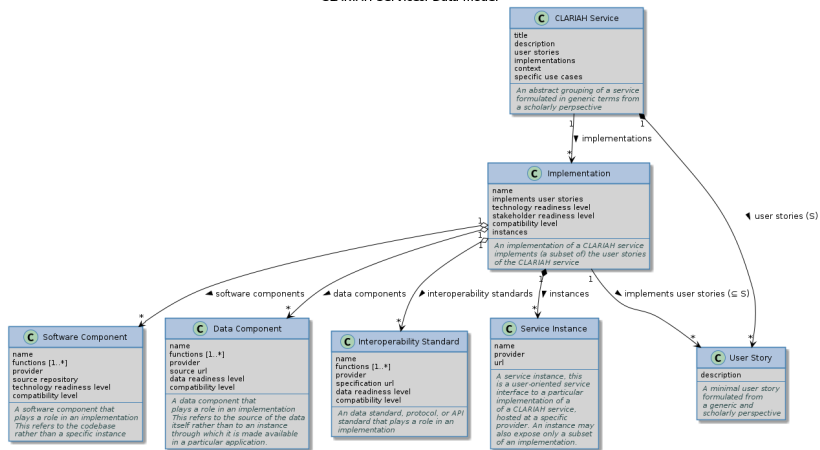 C CLARIAH Service
title
description
user stories
implementations
context
specific use cases
An abstract grouping of a service
formulated in generic terms from
a scholarly perpsective
1
1
implementations
*
C Implementation
name
implements user stories
technology readiness level
stakeholder readiness level
compatibility level
instances
An implementation of a CLARIAH service
implements (a subset of) the user stories
of the CLARIAH service
user stories (S)
1
1
1
1
1
software components
data components
interoperability standards
instances
implements user stories (⊆ S)
*
*
*
*
*
*
C Software Component
name
functions [1..*]
provider
source repository
technology readiness level
compatibility level
A software component that
plays a role in an implementation
This refers to the codebase
rather than a specific instance
C Data Component
name
functions [1..*]
provider
source url
data readiness level
compatibility level
A data component that
plays a role in an implementation
This refers to the source of the data
itself rather than to an instance
through which it is made available
in a particular application.
C Interoperability Standard
name
functions [1..*]
provider
specification url
data readiness level
compatibility level
An data standard, protocol, or API
standard that plays a role in an
implementation
C Service Instance
name
provider
url
A service instance, this
is a user-oriented service
interface to a particular
implementation of a
of a CLARIAH service,
hosted at a specific
provider. An instance may
also expose only a subset
of an implementation.
C User Story
description
A minimal user story
formulated from
a generic and
scholarly perspective